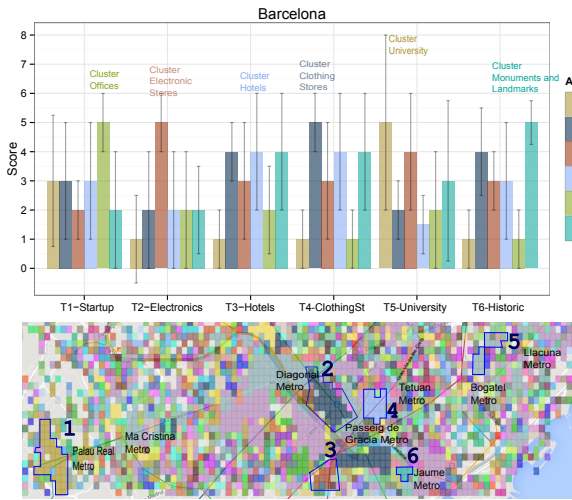 Barcelona
8
7
6
5
4
3
2
1
0
Score
Cluster
Offices
Cluster
Electronic
Stores
Cluster
Hotels
Cluster
Clothing
Stores
Cluster
University
Cluster
Monuments and
Landmarks
A
T1−Startup
T2−Electronics
T3−Hotels
T4−ClothingSt
T5−University
T6−Historic
5
Llacuna
Metro
2
Diagonal
Metro
Tetuan
Metro
Bogatel
Metro
4
1
Palau Real
Metro
Ma Cristina
Metro
Passeig de
Gracia Metro
3
6
Jaume
Metro